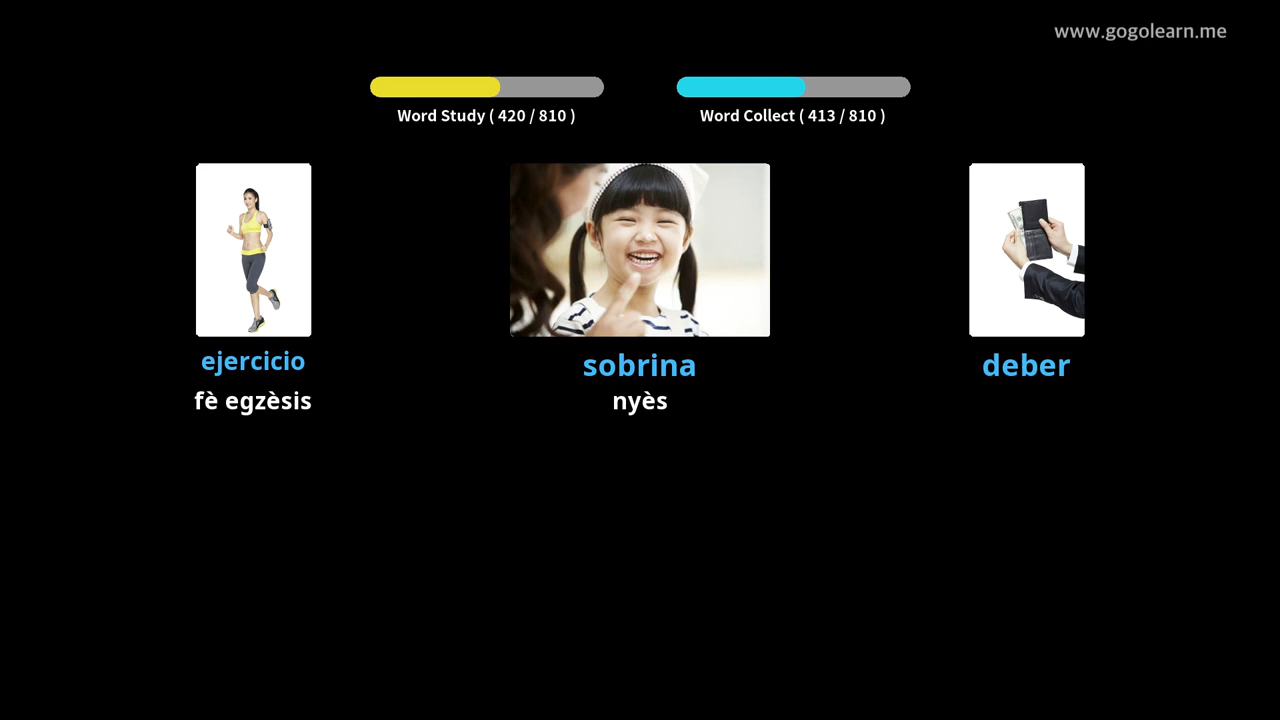 www.gogolearn.me
Word Study ( 420 / 810 )
Word Collect ( 413 / 810 )
ejercicio
fè egzèsis
sobrina
nyès
deber